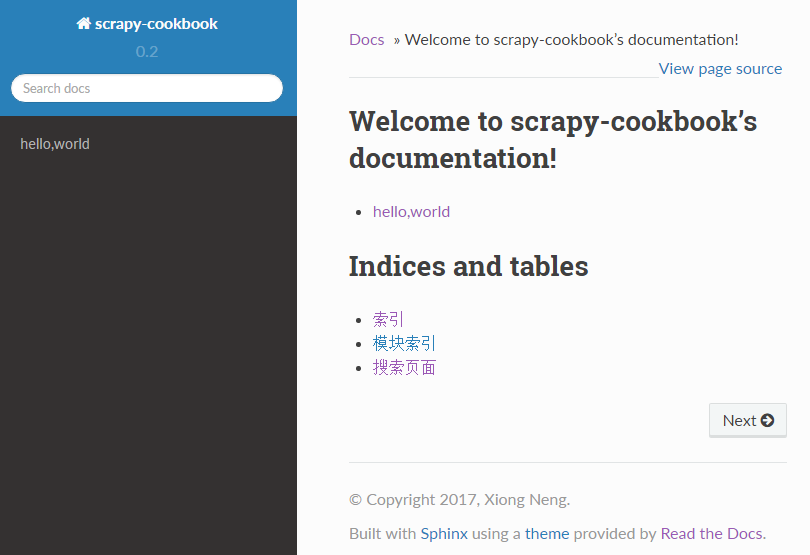 scrapy-cookbook
0.2
Search docs
hello,world
Docs » Welcome to scrapy-cookbook’s documentation!
View page source
Welcome to scrapy-cookbook’s
documentation!
hello,world
Indices and tables
索引
模块索引
搜索页面
Next
© Copyright 2017, Xiong Neng.
Built with Sphinx using a theme provided by Read the Docs.